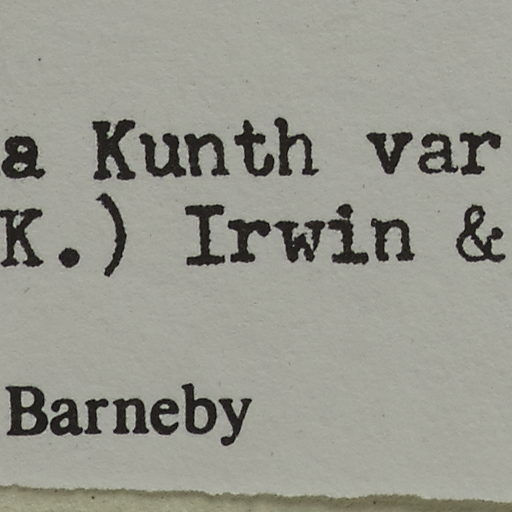 a Kunth var
K.) Irwin &
Barneby